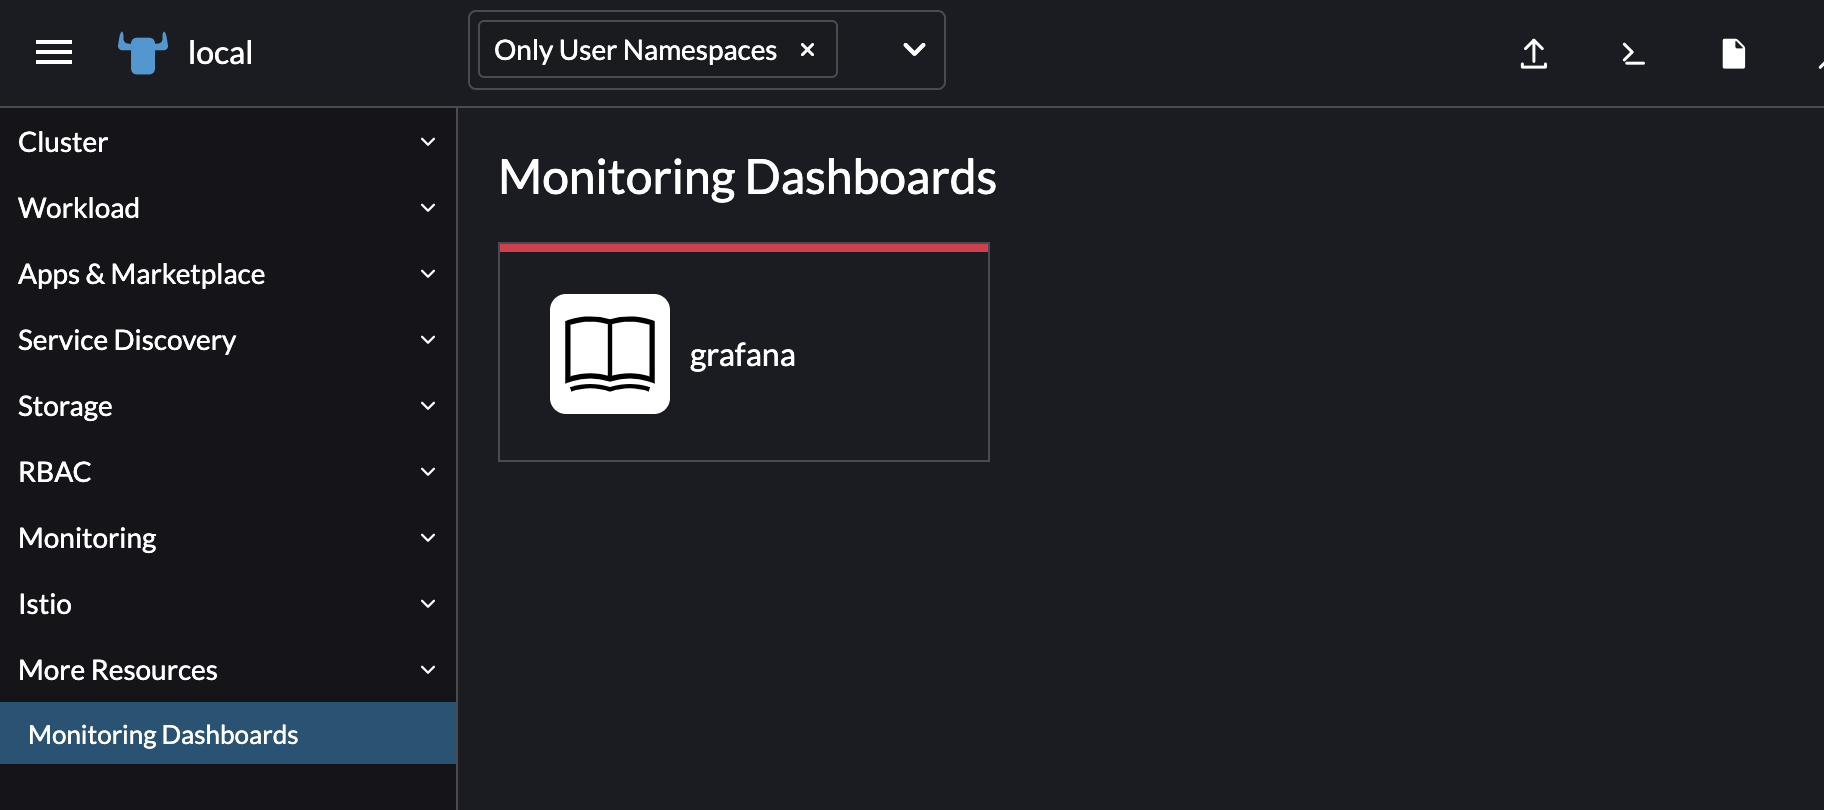 local
Only User Namespaces
Cluster
Workload
Apps & Marketplace
Service Discovery
Storage
RBAC
Monitoring
Istio
More Resources
Monitoring Dashboards
Monitoring Dashboards
grafana